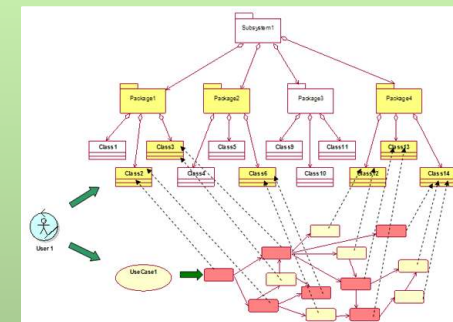 Subsystem1
Package1
Package2
Package3
Package4
Class1
Class3
Class5
Class8
Class11
Class13
Class2
Class4
Class6
Class10
Class12
Class14
User 1
UseCase1